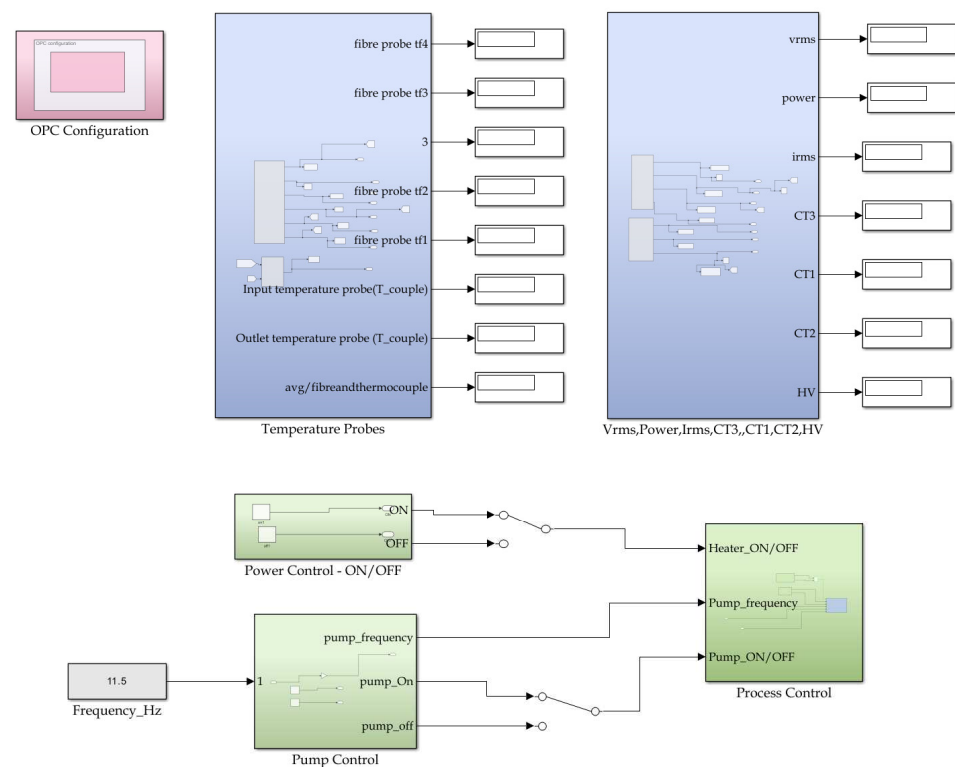 OPC configuration
OPC Configuration
fibre probe tf4
fibre probe tf3
3
fibre probe tf2
fibre probe tf1
Input temperature probe(T_couple)
Outlet temperature probe (T_couple)
avg/fibreandthermocouple
Temperature Probes
vrms
power
irms
CT3
CT1
CT2
HV
Vrms,Power,Irms,CT3,,CT1,CT2,HV
ON
OFF
Power Control - ON/OFF
11.5
Frequency_Hz
1
pump_frequency
pump_On
pump_off
Pump Control
Heater_ON/OFF
Pump_frequency
Pump_ON/OFF
Process Control